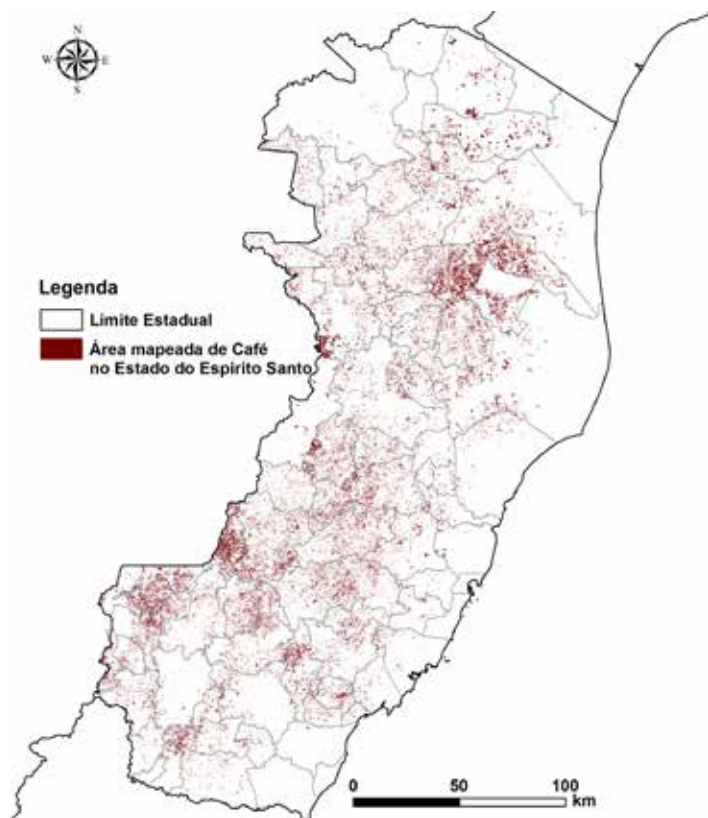 N
W E
S
Legenda
Limite Estadual
Área mapeada de Café
no Estado do Espírito Santo
0 50 100
km